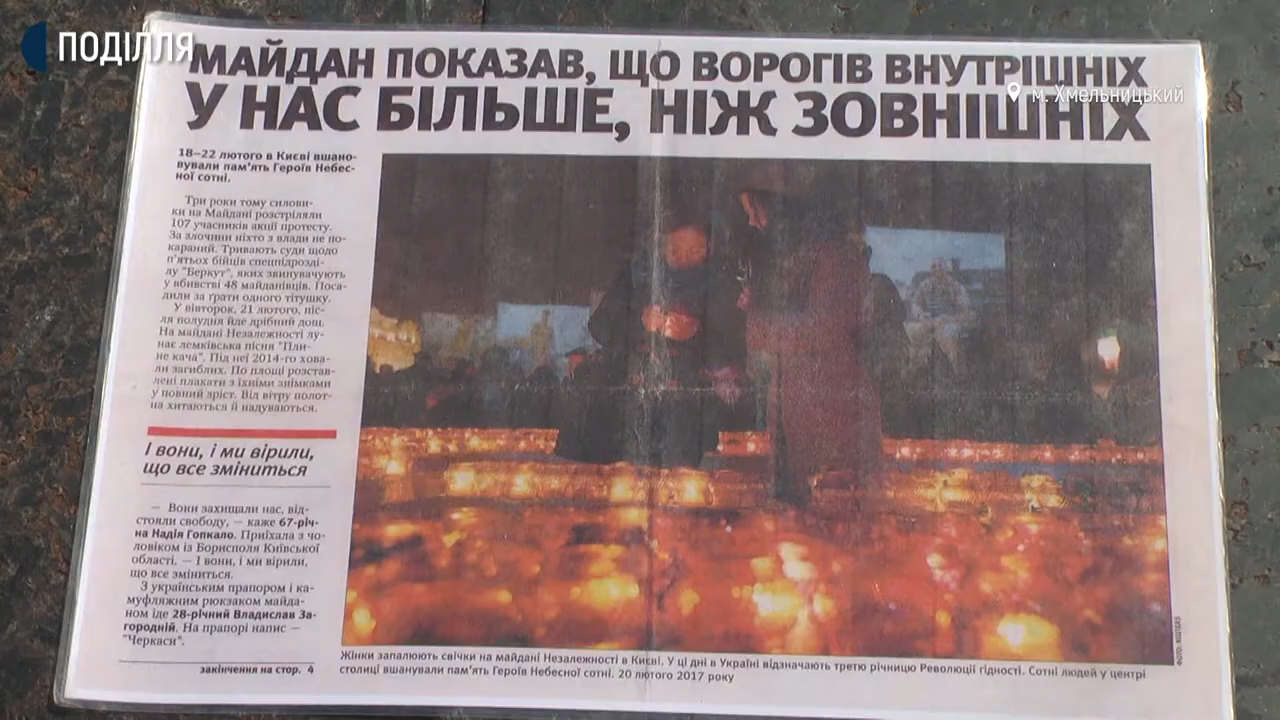 ПОДІЛЛЯ
м. Хмельницький
МАЙДАН ПОКАЗАВ, ЩО ВОРОГІВ ВНУТРІШНІХ
У НАС БІЛЬШЕ, НІЖ ЗОВНІШНІХ
18–22 лютого в Києві вшано-
вували пам'ять Героїв Небес-
ної сотні.
Три роки тому силови-
ки на Майдані розстріляли
107 учасників акції протесту.
За злочини ніхто з влади не по-
караний. Тривають суди щодо
п'ятьох бійців спецпідрозді-
лу "Беркут", яких звинувачують
у вбивстві 48 майданівців. Поса-
дили за ґрати одного тітушку.
У вівторок, 21 лютого, піс-
ля полудня йде дрібний дощ.
На майдані Незалежності лу-
нає лемківська пісня "Пли-
не кача". Під неї 2014-го хова-
ли загиблих. По площі розстав-
лені плакати з їхніми знімками
у повний зріст. Від вітру полот-
на хитаються й надуваються.
І вони, і ми вірили,
що все зміниться
— Вони захищали нас, від-
стояли свободу, — каже 67-річ-
на Надія Гопкало. Приїхала з чо-
ловіком із Борисполя Київської
області. — І вони, і ми вірили,
що все зміниться.
З українським прапором і ка-
муфляжним рюкзаком майда-
ном іде 28-річний Владислав За-
городній. На прапорі напис —
"Черкаси".
закінчення на стор. 4
Жінки запалюють свічки на майдані Незалежності в Києві. У ці дні в Україні відзначають третю річницю Революції гідності. Сотні людей у центрі
столиці вшанували пам'ять Героїв Небесної сотні. 20 лютого 2017 року
ФОТО: REUTERS